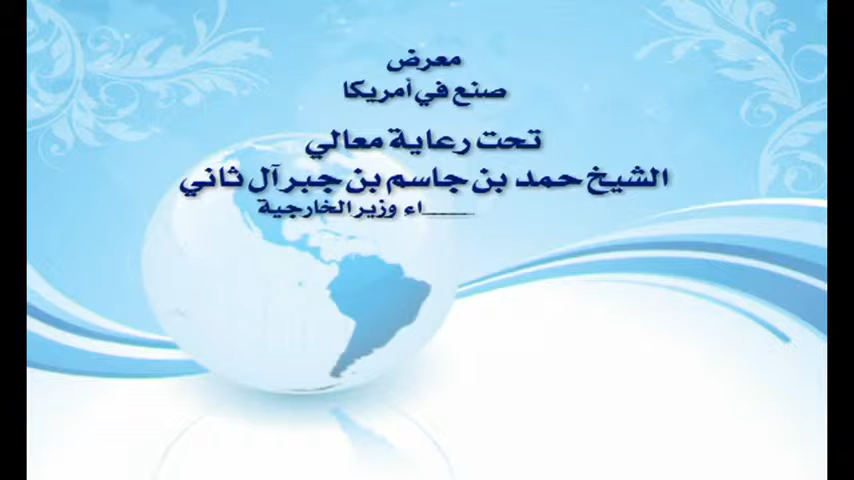 معرض
صنع في أمريكا
تحت رعاية معالي
الشيخ حمد بن جاسم بن جبر آل ثاني
وزير الخارجية